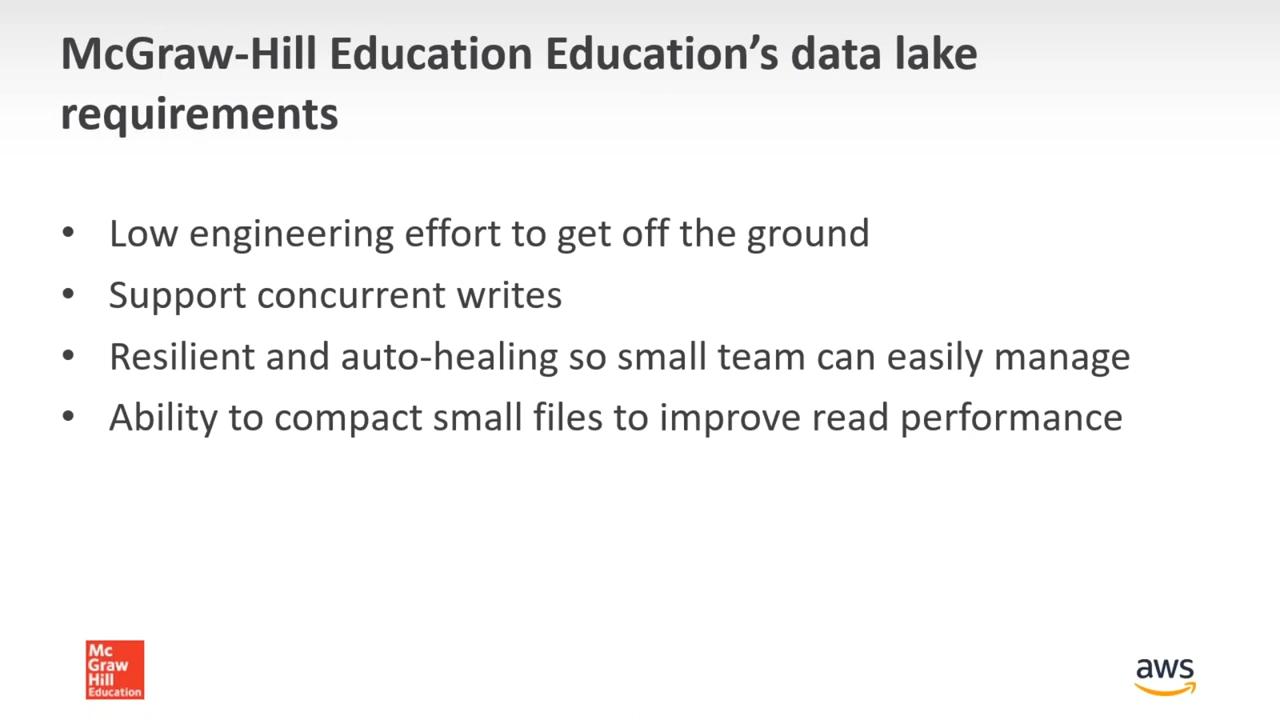 McGraw-Hill Education Education’s data lake
requirements
• Low engineering effort to get off the ground
• Support concurrent writes
• Resilient and auto-healing so small team can easily manage
• Ability to compact small files to improve read performance
Mc
Graw
Hill
Education
aws